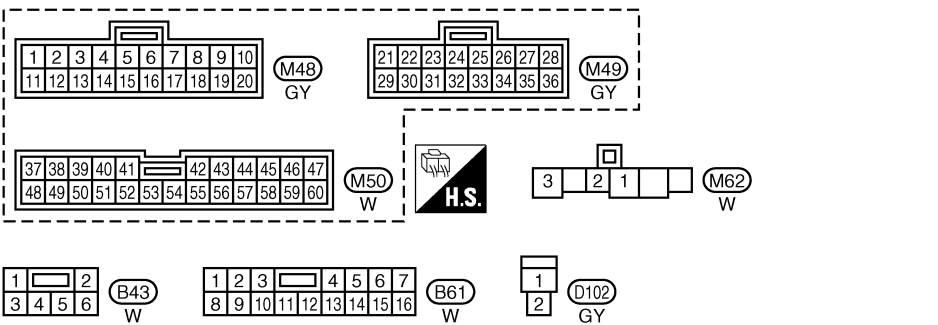 1 2 3 4 5 6 7 8 9 10
11 12 13 14 15 16 17 18 19 20
M48
GY
21 22 23 24 25 26 27 28
29 30 31 32 33 34 35 36
M49
GY
37 38 39 40 41 42 43 44 45 46 47
48 49 50 51 52 53 54 55 56 57 58 59 60
M50
W
H.S.
3 2 1
M62
W
1 2
3 4 5 6
B43
W
1 2 3 4 5 6 7
8 9 10 11 12 13 14 15 16
B61
W
1
2
D102
GY